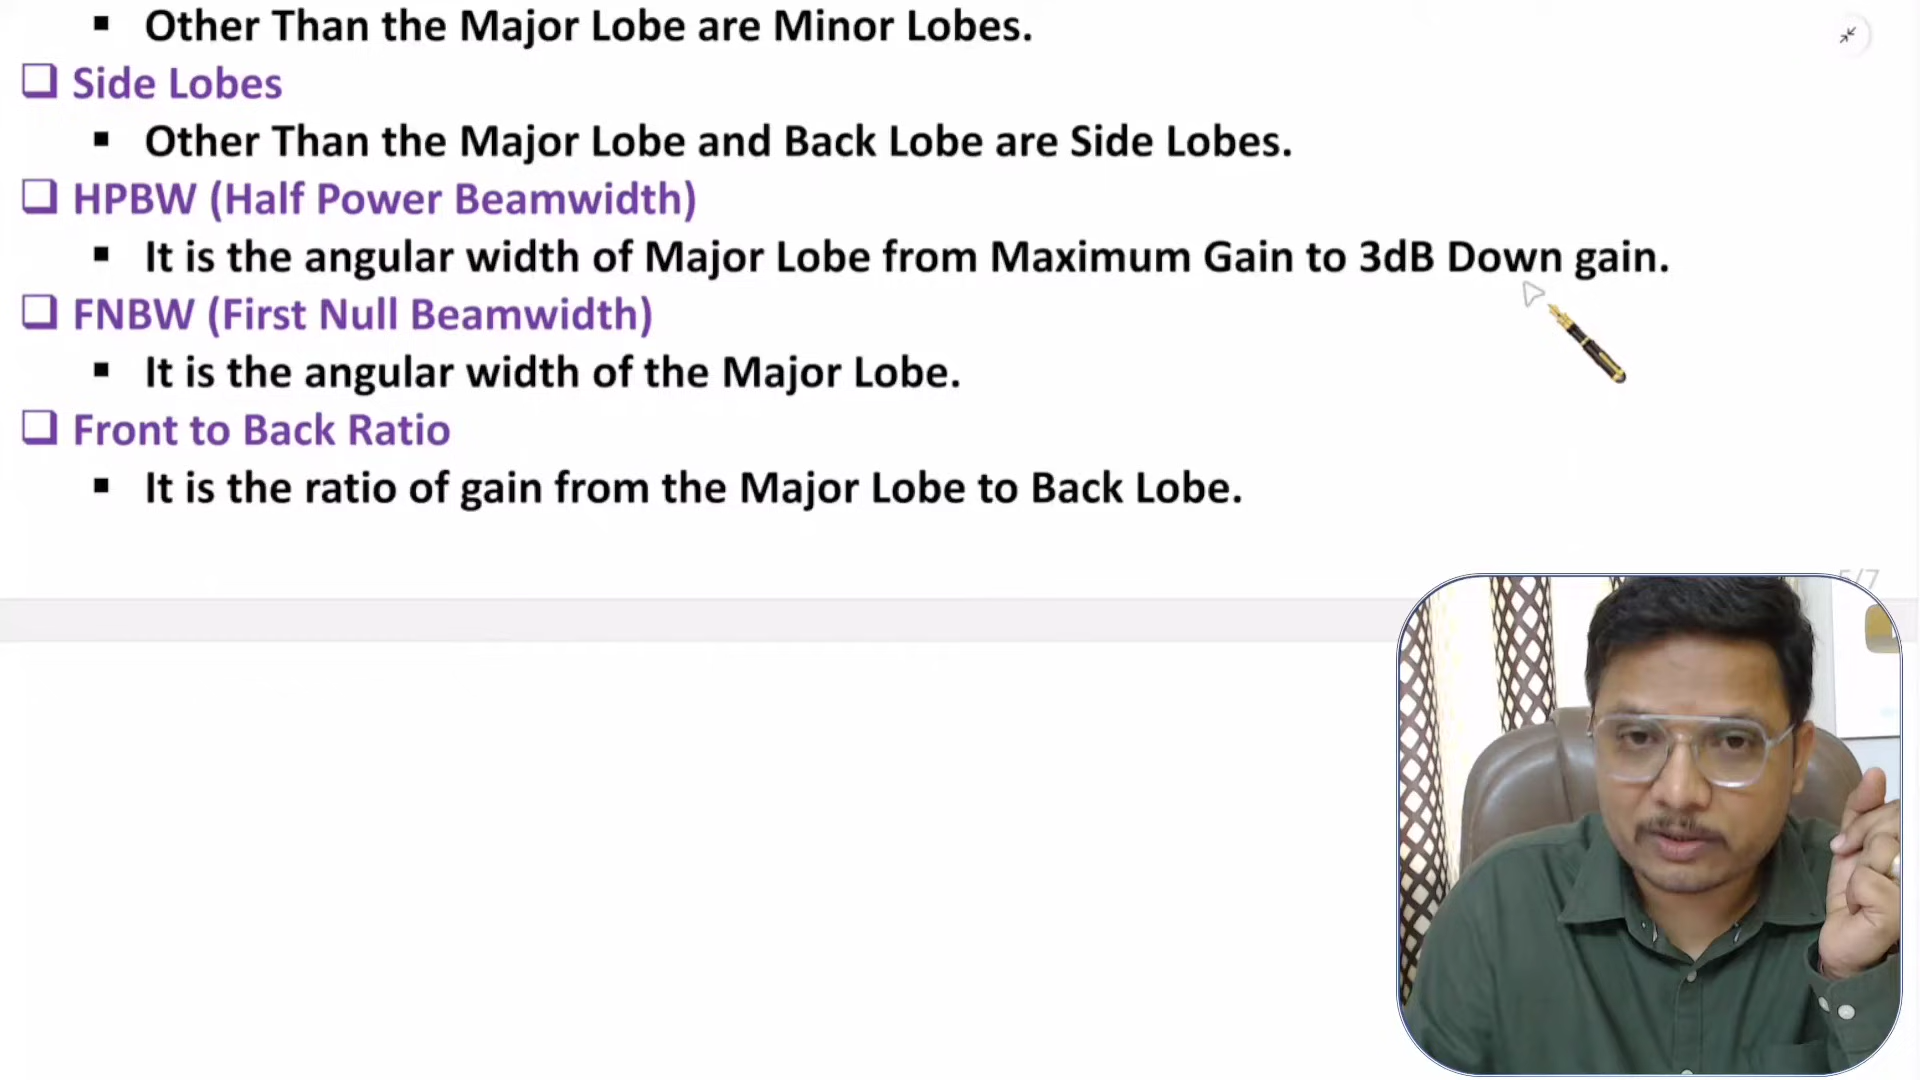 ▪ Other Than the Major Lobe are Minor Lobes.
❑ Side Lobes
▪ Other Than the Major Lobe and Back Lobe are Side Lobes.
❑ HPBW (Half Power Beamwidth)
▪ It is the angular width of Major Lobe from Maximum Gain to 3dB Down gain.
❑ FNBW (First Null Beamwidth)
▪ It is the angular width of the Major Lobe.
❑ Front to Back Ratio
▪ It is the ratio of gain from the Major Lobe to Back Lobe.
5/7